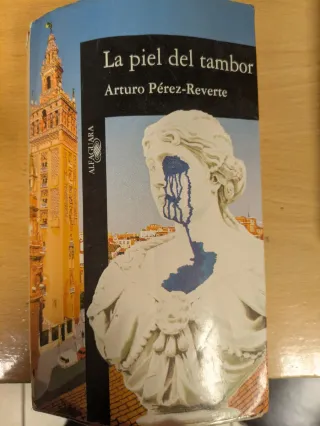 La piel del tambor
Arturo Pérez-Reverte
ALFAGUARA